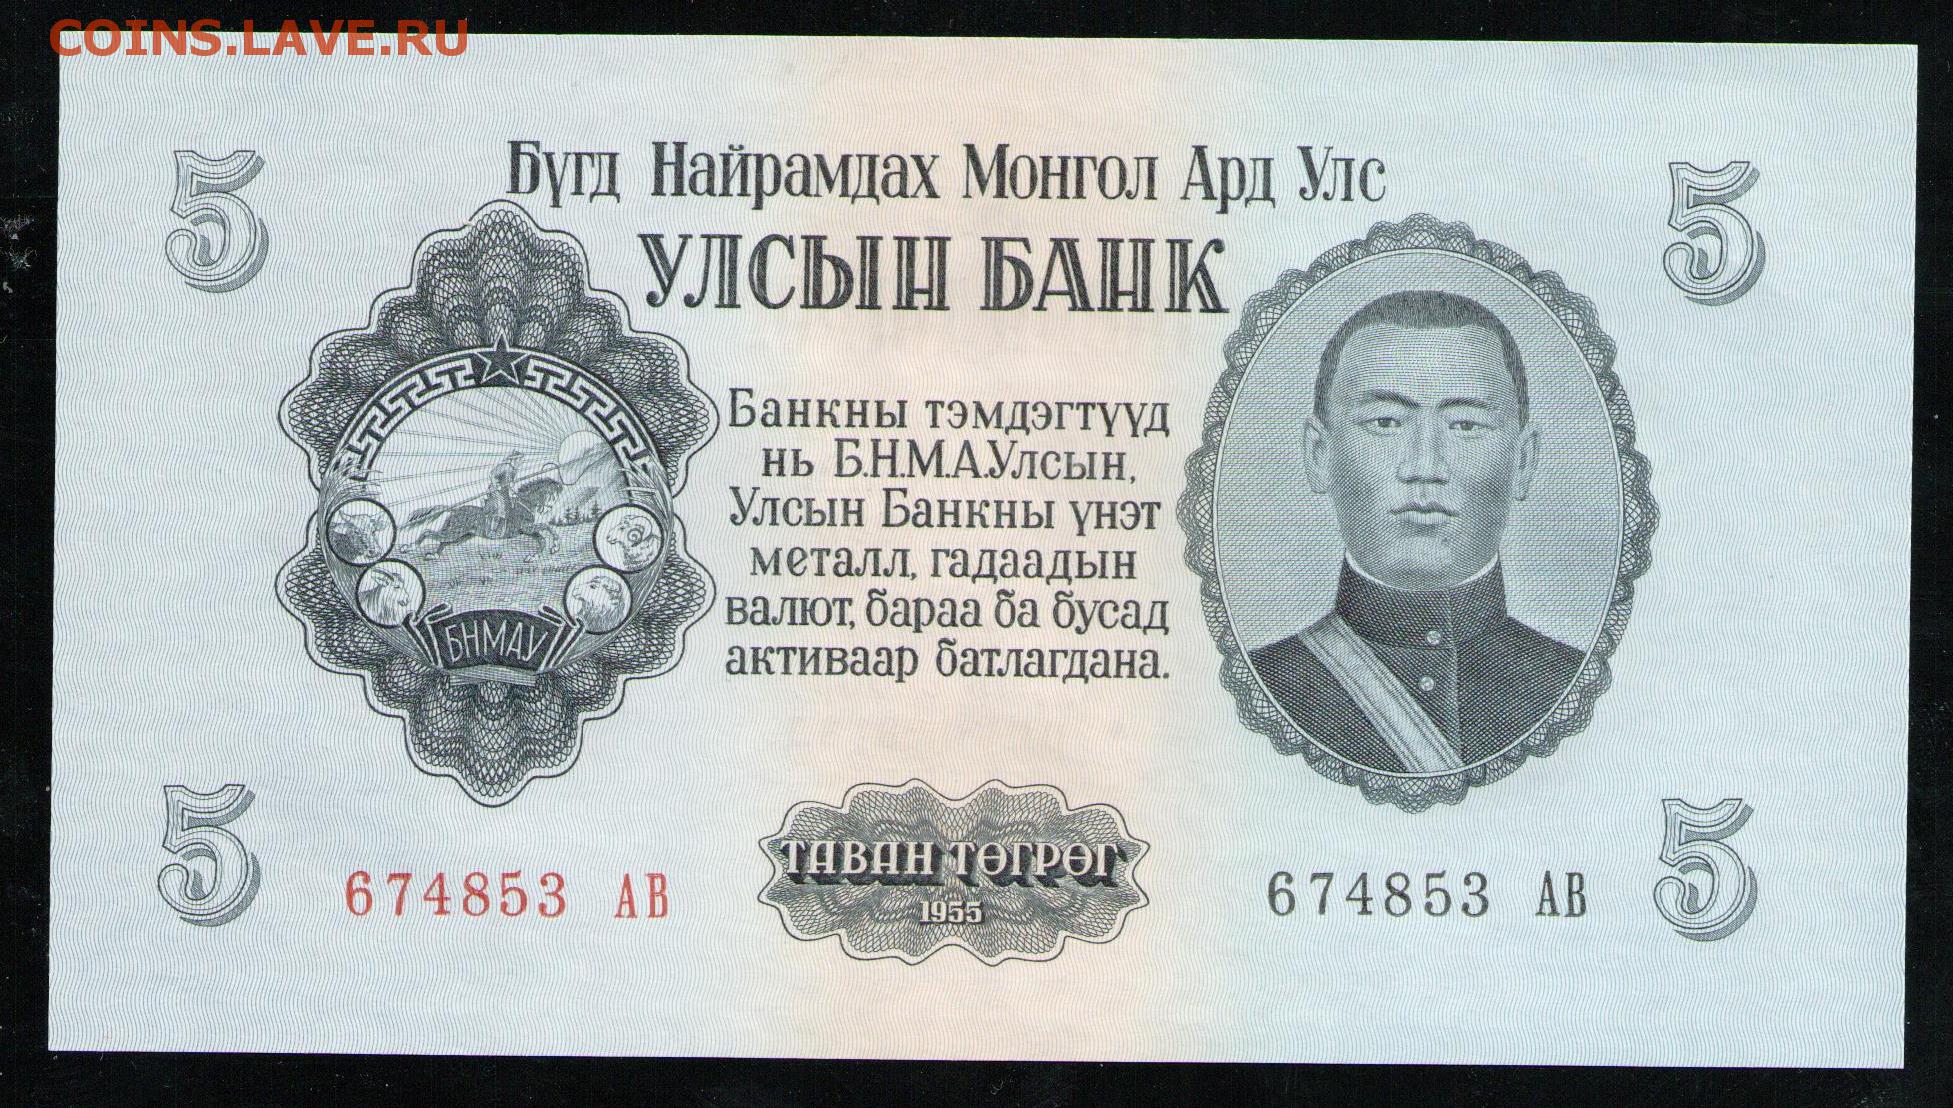 COINS.LAVE.RU
Бүгд Найрамдах Монгол Ард Улс
УЛСЫН БАНК
5
5
Банкны тэмдэгтүүд
нь Б.Н.М.А.Улсын,
Улсын Банкны үнэт
металл, гадаадын
валют, бараа ба бусад
активаар батлагдана.
БНМАУ
5
5
ТАВАН ТӨГРӨГ
1955
674853 АВ
674853 АВ